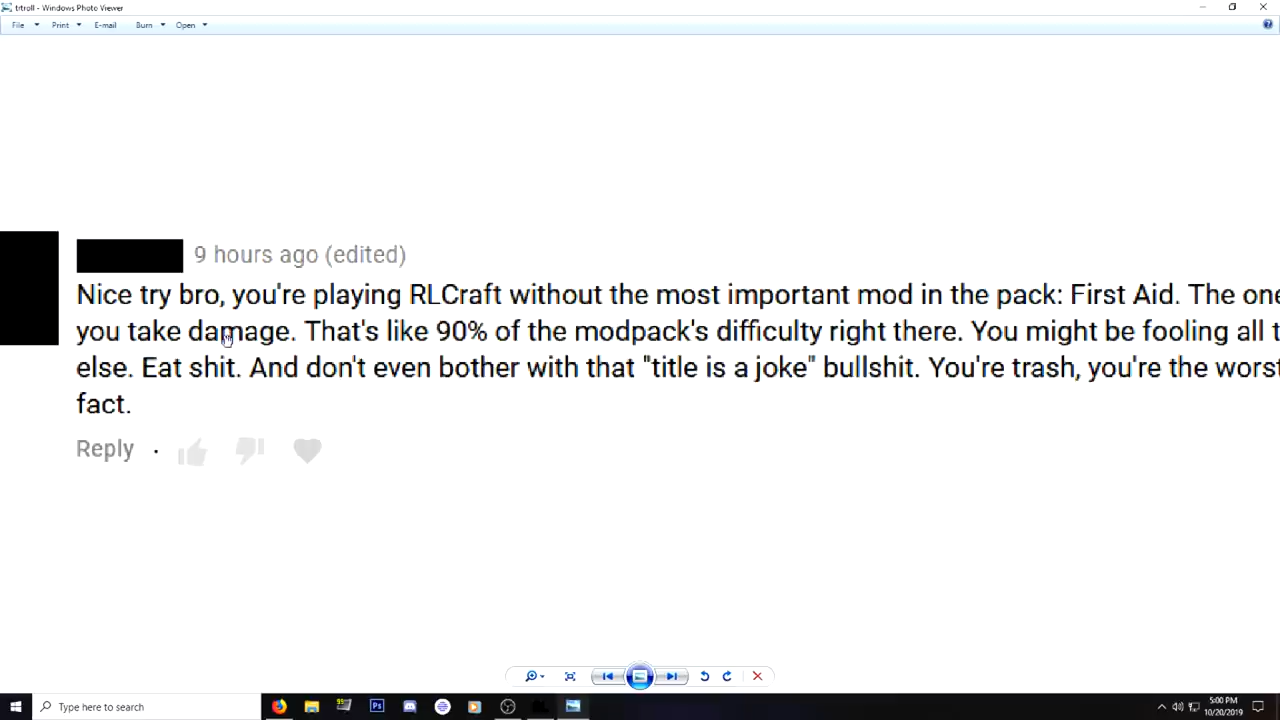 trtroll - Windows Photo Viewer
File Print E-mail Burn Open
9 hours ago (edited)
Nice try bro, you're playing RLCraft without the most important mod in the pack: First Aid. The one
you take damage. That's like 90% of the modpack's difficulty right there. You might be fooling all t
else. Eat shit. And don't even bother with that "title is a joke" bullshit. You're trash, you're the worst
fact.
Reply
Type here to search
5:00 PM
10/20/2019
99
Ps